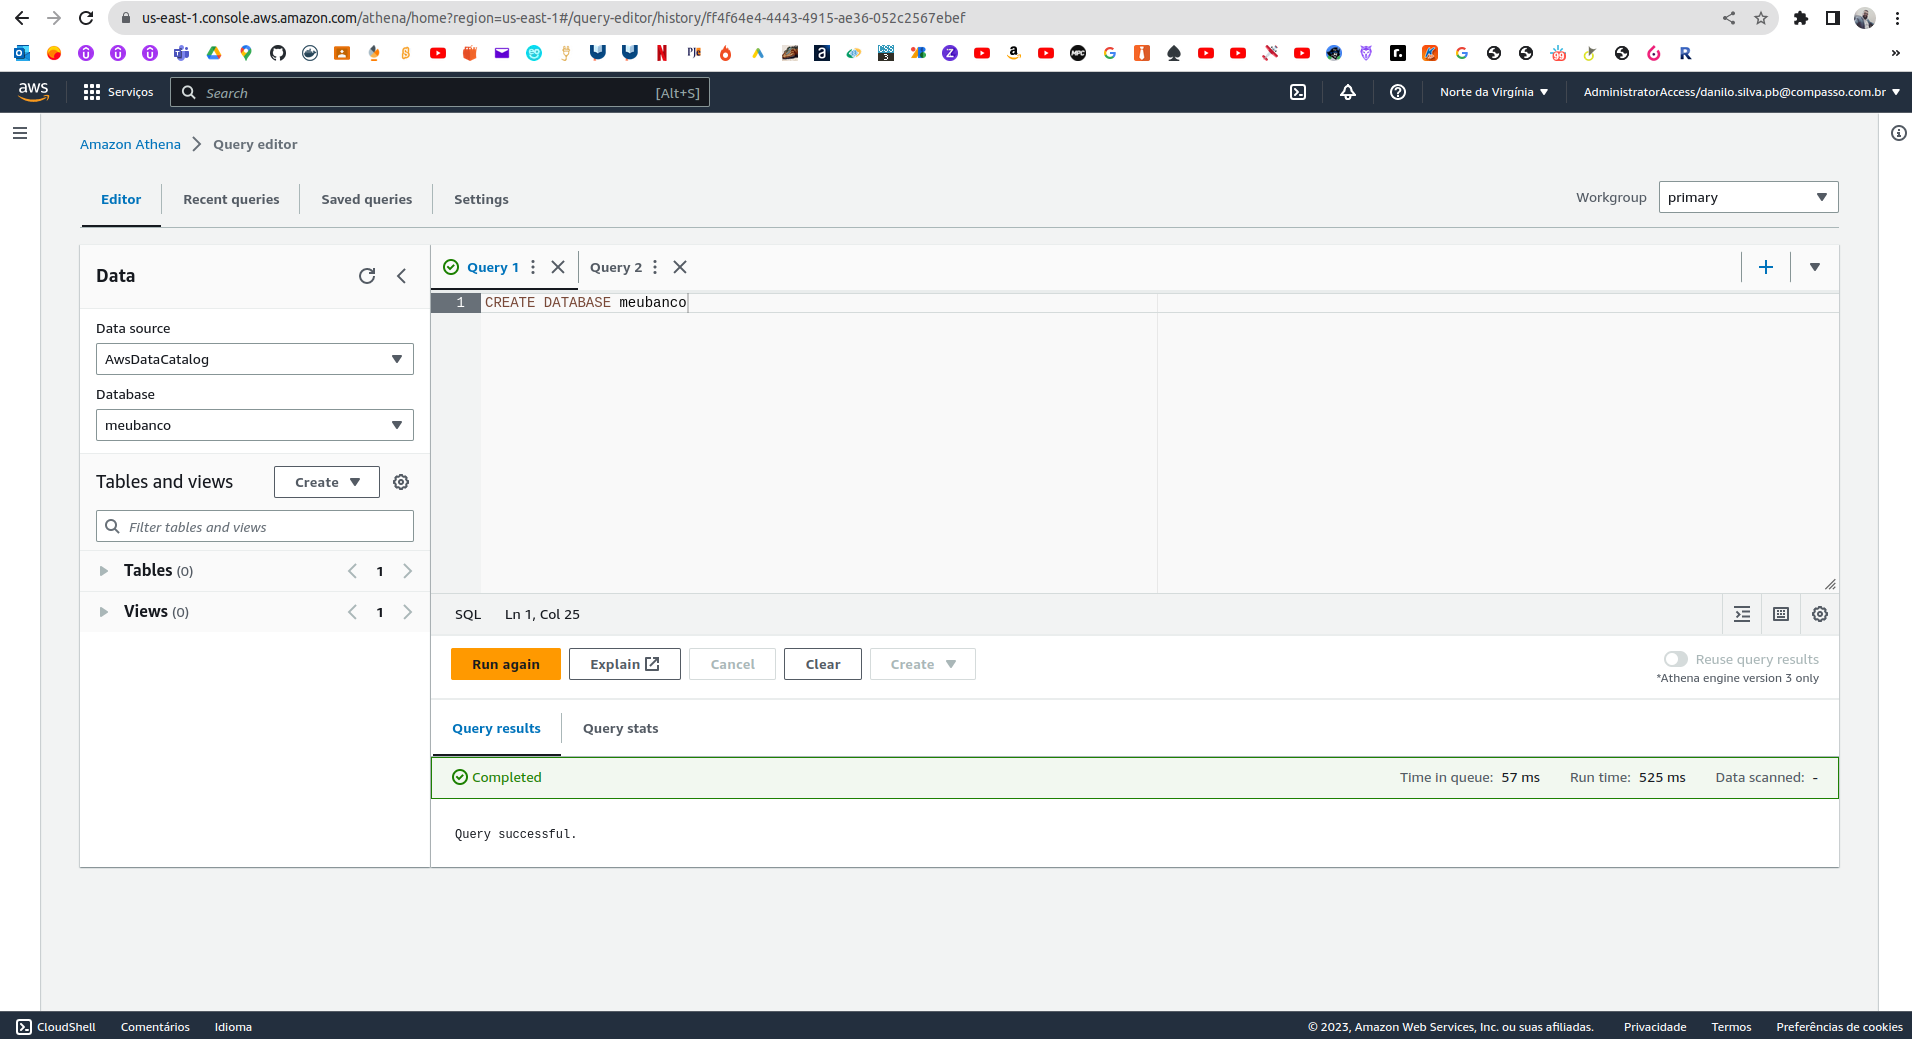 us-east-1.console.aws.amazon.com/athena/home?region=us-east-1#/query-editor/history/ff4f64e4-4443-4915-ae36-052c2567ebef
aws Serviços Search [Alt+S] Norte da Virgínia AdministratorAccess/danilo.silva.pb@compasso.com.br
Amazon Athena Query editor
Editor Recent queries Saved queries Settings Workgroup primary
Data
Query 1 Query 2
1 CREATE DATABASE meubanco
Data source
AwsDataCatalog
Database
meubanco
Tables and views Create
Filter tables and views
Tables (0) 1
Views (0) 1
SQL Ln 1, Col 25
Run again Explain Cancel Clear Create Reuse query results
*Athena engine version 3 only
Query results Query stats
Completed Time in queue: 57 ms Run time: 525 ms Data scanned: -
Query successful.
CloudShell Comentários Idioma © 2023, Amazon Web Services, Inc. ou suas afiliadas. Privacidade Termos Preferências de cookies